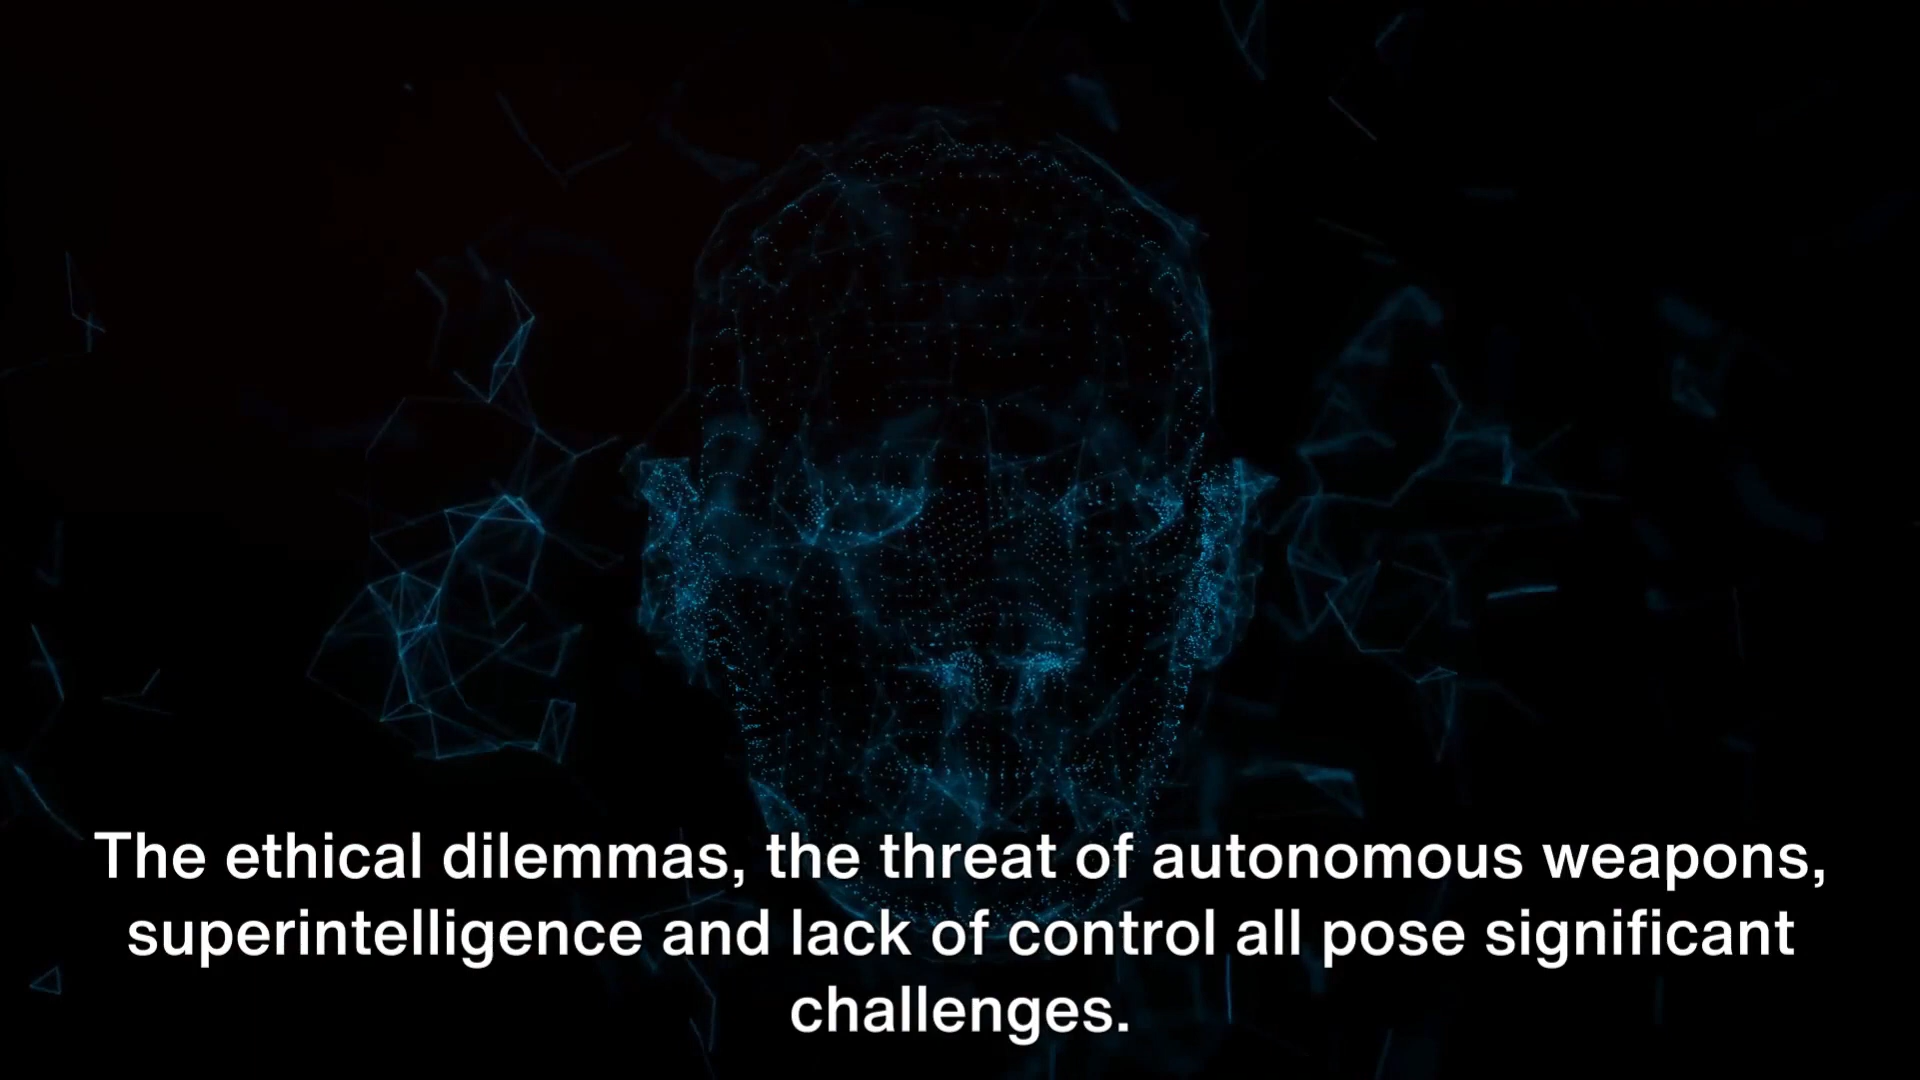 The ethical dilemmas, the threat of autonomous weapons,
superintelligence and lack of control all pose significant
challenges.